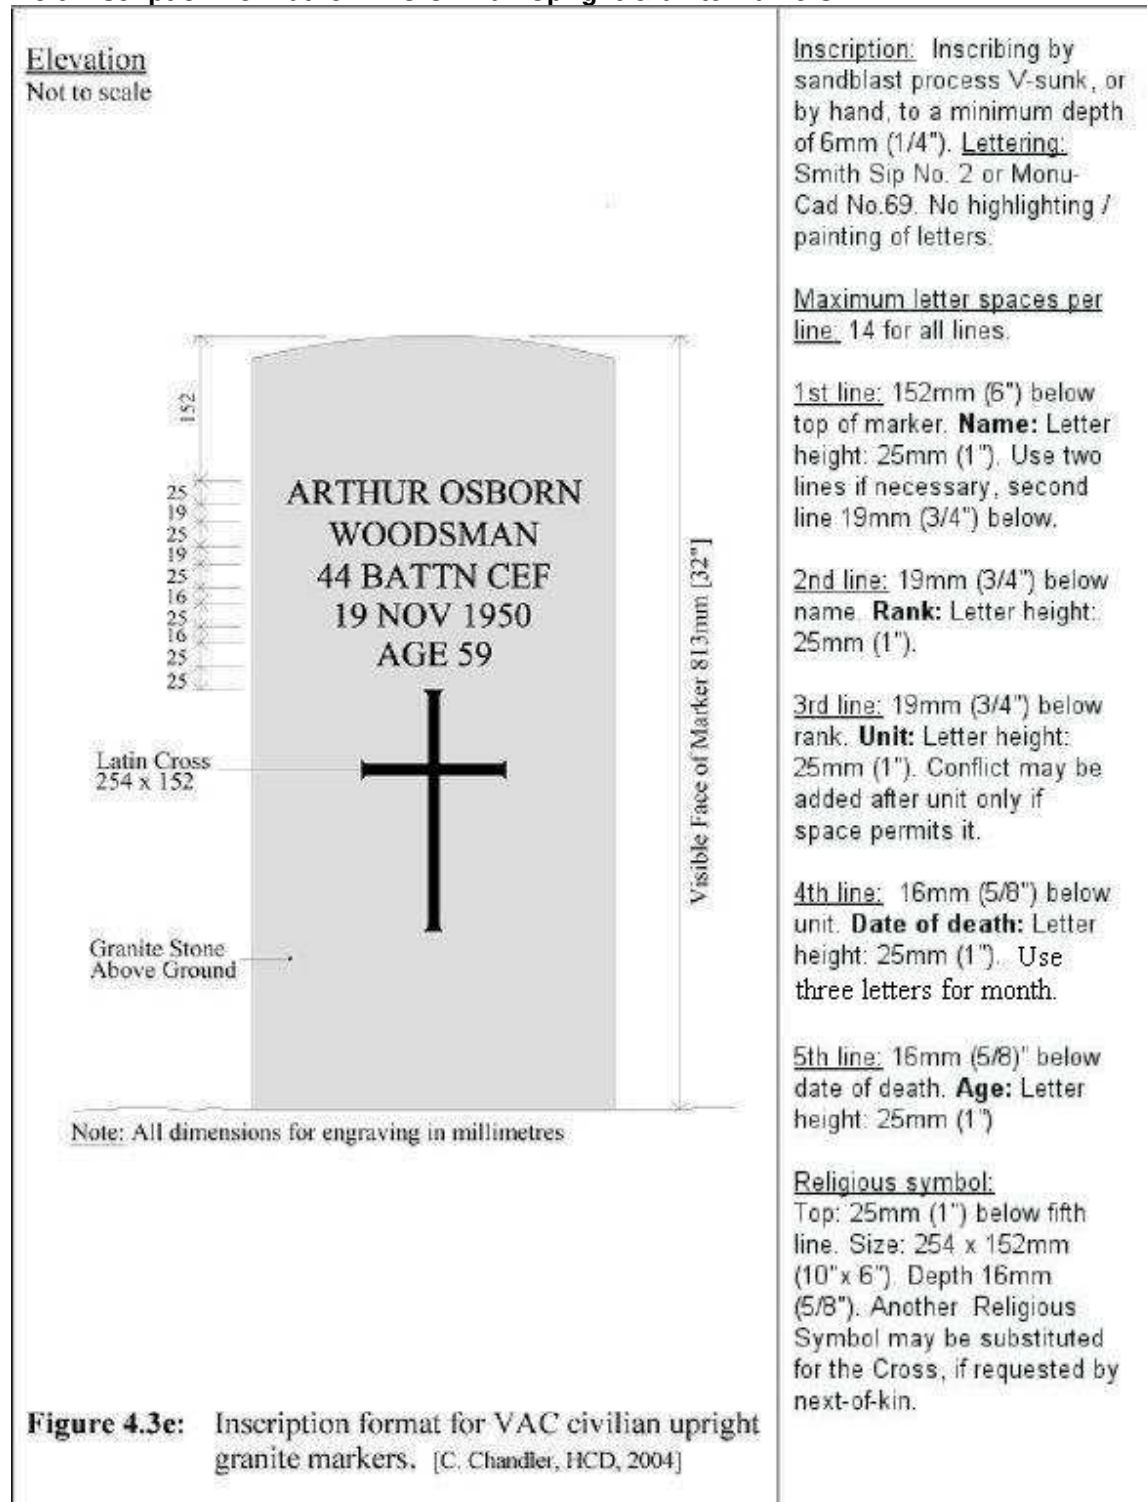 Elevation
Not to scale
152
25
19
25
19
25
16
25
16
25
25
ARTHUR OSBORN
WOODSMAN
44 BATTN CEF
19 NOV 1950
AGE 59
Latin Cross
254 x 152
Granite Stone
Above Ground
Visible Face of Marker 813mm [32"]
Note: All dimensions for engraving in millimetres
Figure 4.3e: Inscription format for VAC civilian upright
granite markers. [C. Chandler, HCD, 2004]
Inscription: Inscribing by
sandblast process V-sunk, or
by hand, to a minimum depth
of 6mm (1/4"). Lettering:
Smith Sip No. 2 or Monu-
Cad No.69. No highlighting /
painting of letters.
Maximum letter spaces per
line: 14 for all lines.
1st line: 152mm (6") below
top of marker. Name: Letter
height: 25mm (1"). Use two
lines if necessary, second
line 19mm (3/4") below.
2nd line: 19mm (3/4") below
name. Rank: Letter height:
25mm (1").
3rd line: 19mm (3/4") below
rank. Unit: Letter height:
25mm (1"). Conflict may be
added after unit only if
space permits it.
4th line: 16mm (5/8") below
unit. Date of death: Letter
height: 25mm (1"). Use
three letters for month.
5th line: 16mm (5/8)" below
date of death. Age: Letter
height: 25mm (1")
Religious symbol:
Top: 25mm (1") below fifth
line. Size: 254 x 152mm
(10"x 6"). Depth 16mm
(5/8"). Another Religious
Symbol may be substituted
for the Cross, if requested by
next-of-kin.